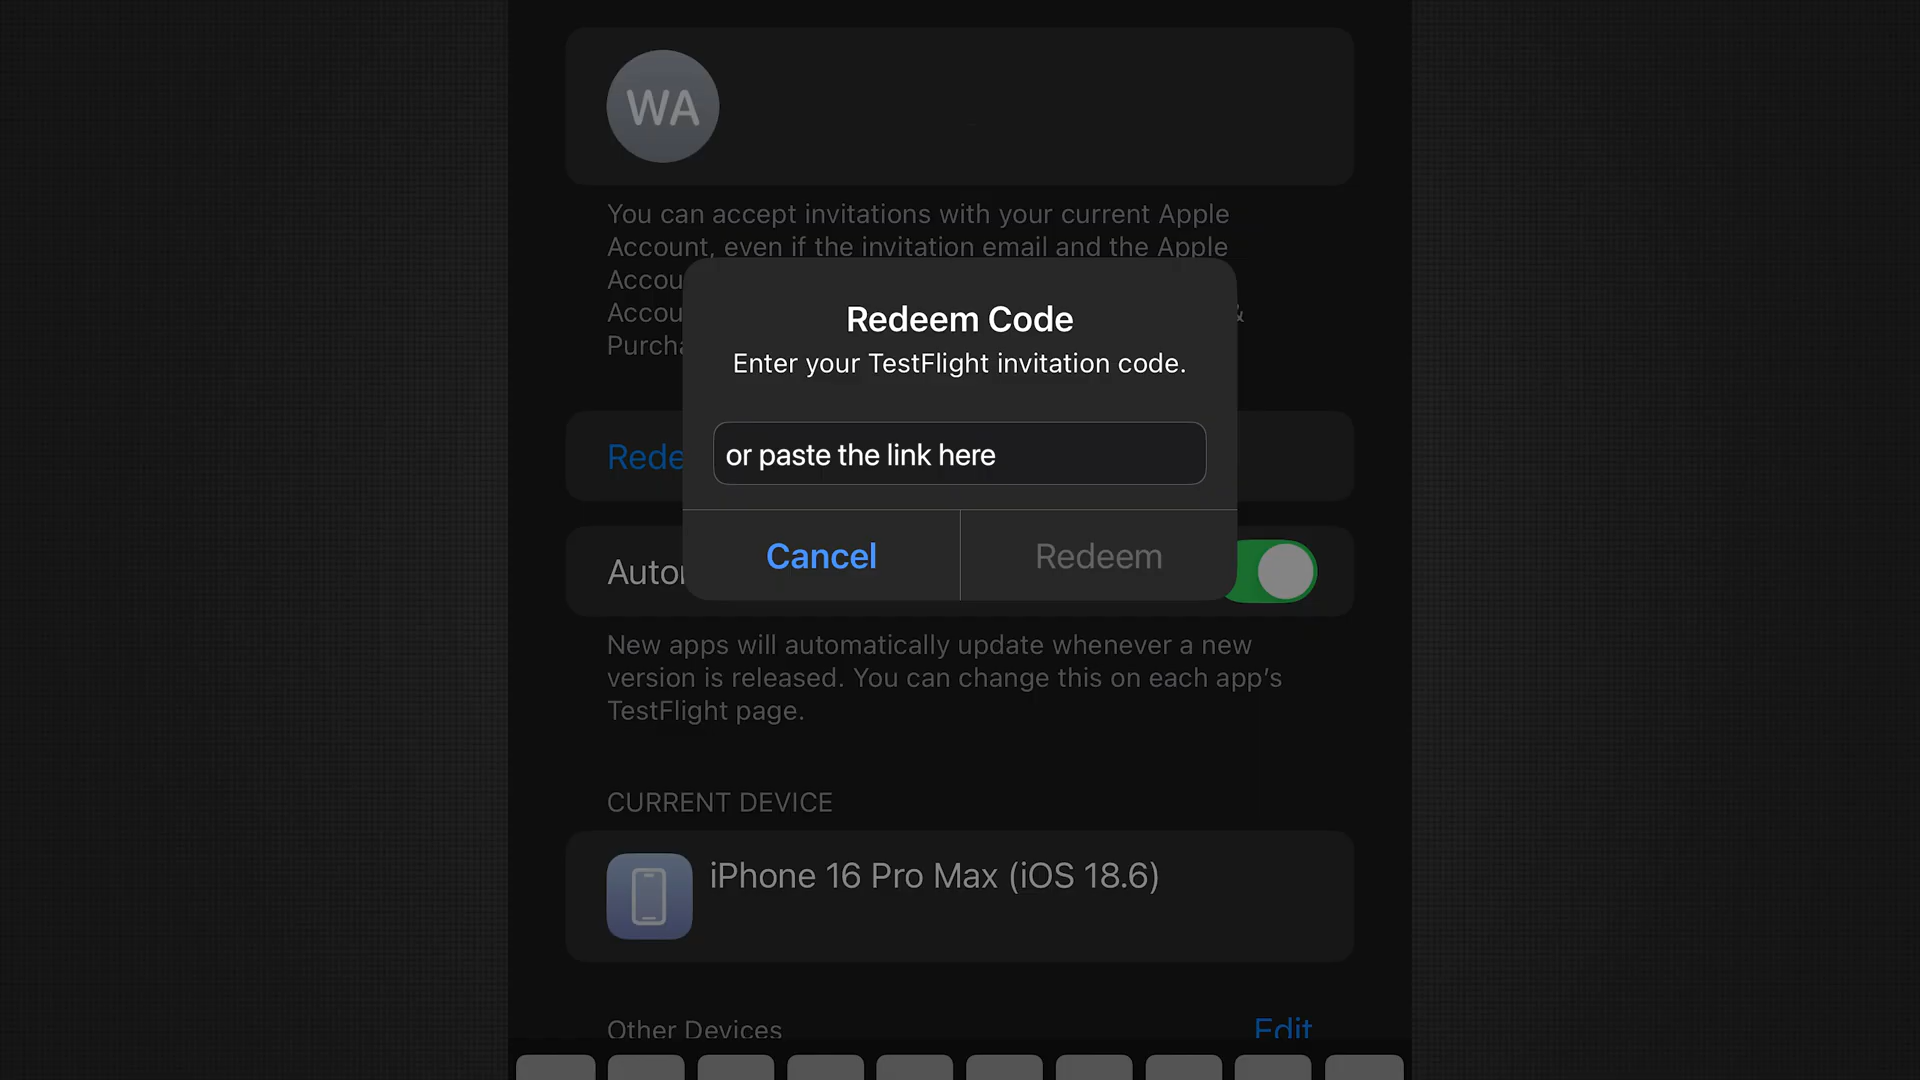 WA
You can accept invitations with your current Apple
Account, even if the invitation email and the Apple
Accou
Accou &
Purcha
Redeem Code
Enter your TestFlight invitation code.
or paste the link here
Rede
Cancel Redeem
Autor
New apps will automatically update whenever a new
version is released. You can change this on each app's
TestFlight page.
CURRENT DEVICE
iPhone 16 Pro Max (iOS 18.6)
Other Devices Edit